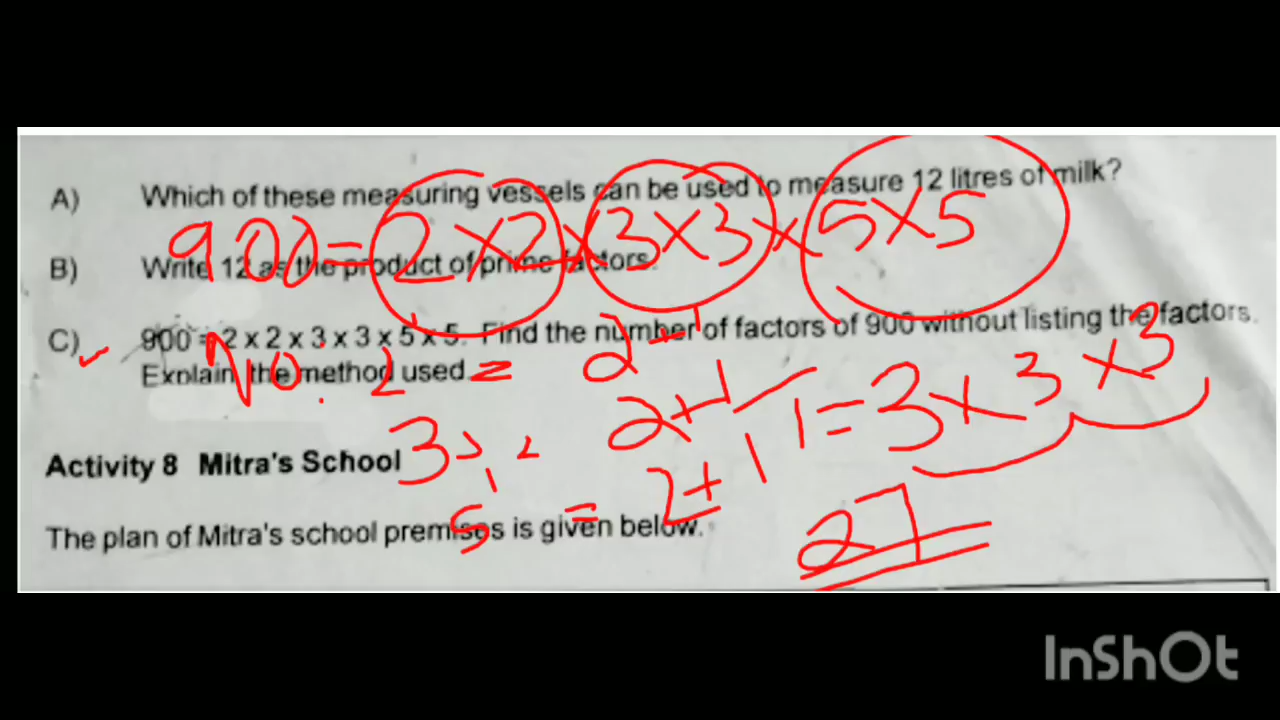 A) Which of these measuring vessels can be used to measure 12 litres of milk?
900 = 2 × 2 × 3 × 3 × 5 × 5
B) Write 12 as the product of prime factors.
C) 900 = 2 x 2 x 3 x 3 x 5 x 5. Find the number of factors of 900 without listing the factors.
Explain the method used
No. 2 = 2+1
3 2+1 = 3 × 3 × 3
Activity 8 Mitra's School
5 = 2+1
27
The plan of Mitra's school premises is given below.
InShOt